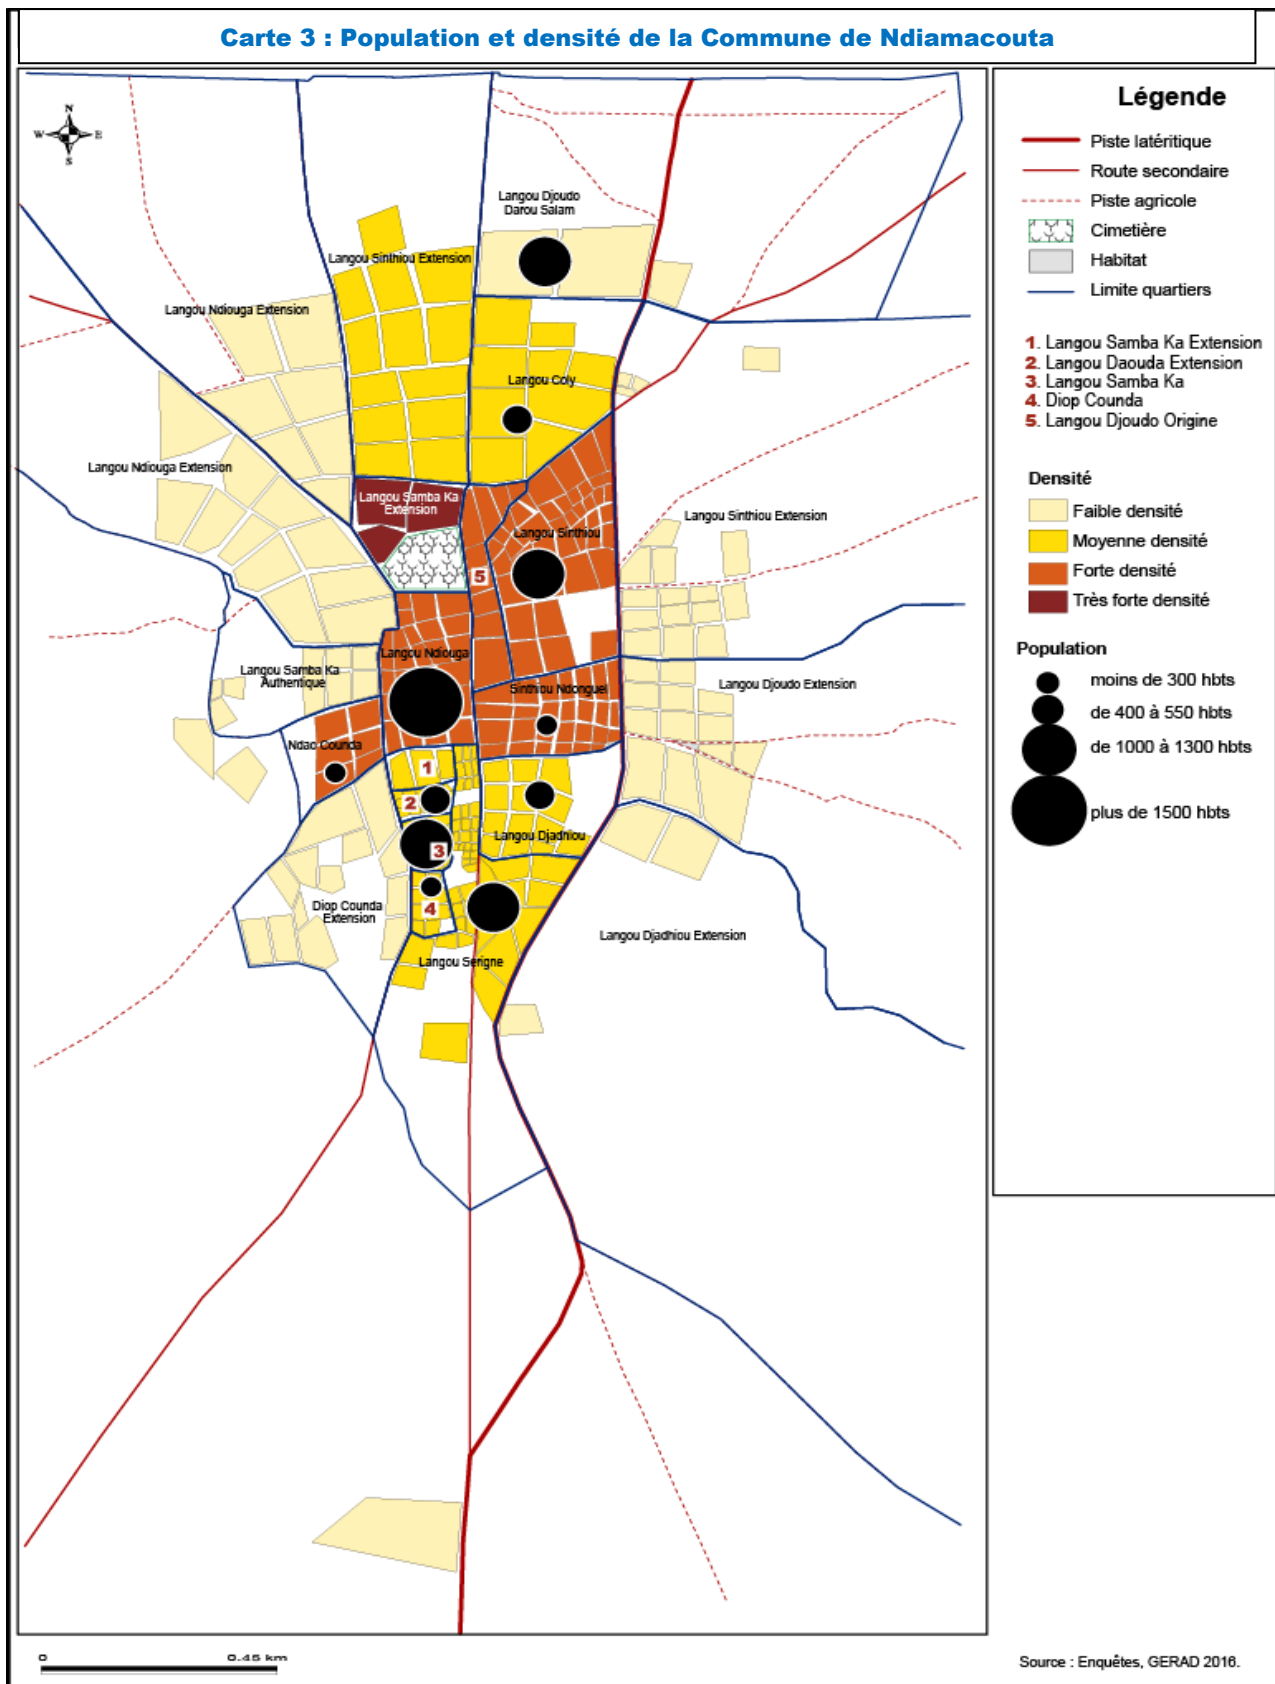 Carte 3 : Population et densité de la Commune de Ndiamacouta
N
W E
S
Langou Djoudo
Darou Salam
Langou Sinthiou Extension
Langou Ndiouga Extension
Langou Coly
Langou Ndiouga Extension
Langou Samba Ka
Extension
Langou Sinthiou Extension
Langou Sinthiou
5
Langou Ndiouga
Langou Samba Ka
Authentique
Sinthiou Ndonguel
Langou Djoudo Extension
Ndao Counda
1
2
Langou Djadhiou
3
4
Diop Counda
Extension
Langou Djadhiou Extension
Langou Serigne
Légende
Piste latéritique
Route secondaire
Piste agricole
Cimetière
Habitat
Limite quartiers
1. Langou Samba Ka Extension
2. Langou Daouda Extension
3. Langou Samba Ka
4. Diop Counda
5. Langou Djoudo Origine
Densité
Faible densité
Moyenne densité
Forte densité
Très forte densité
Population
moins de 300 hbts
de 400 à 550 hbts
de 1000 à 1300 hbts
plus de 1500 hbts
0 0.45 km
Source : Enquêtes, GERAD 2016.